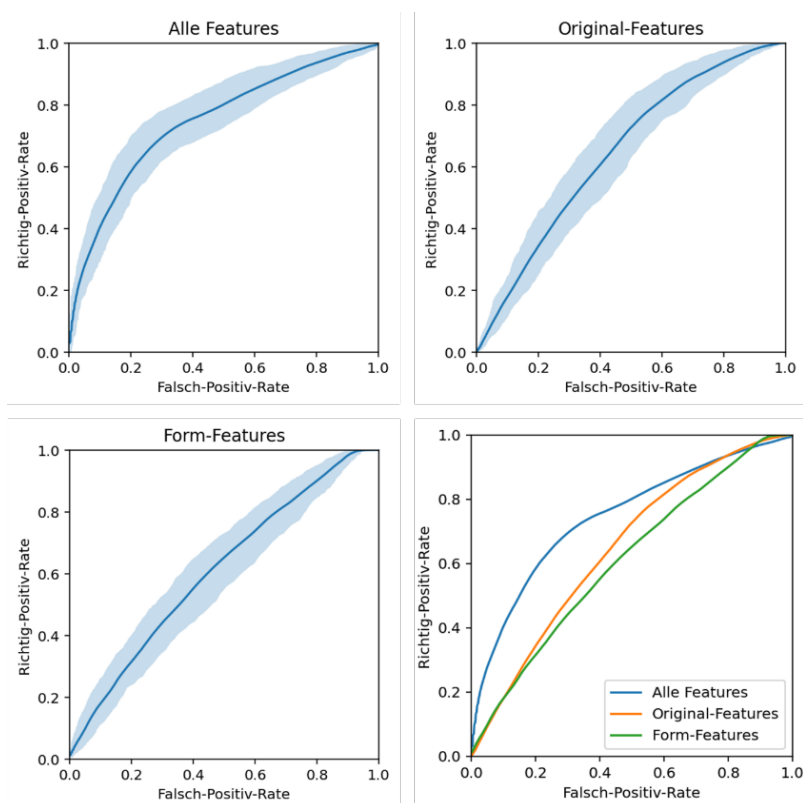 Alle Features
1.0
0.8
0.6
0.4
0.2
0.0
Richtig-Positiv-Rate
0.0 0.2 0.4 0.6 0.8 1.0
Falsch-Positiv-Rate
Original-Features
1.0
0.8
0.6
0.4
0.2
0.0
Richtig-Positiv-Rate
0.0 0.2 0.4 0.6 0.8 1.0
Falsch-Positiv-Rate
Form-Features
1.0
0.8
0.6
0.4
0.2
0.0
Richtig-Positiv-Rate
0.0 0.2 0.4 0.6 0.8 1.0
Falsch-Positiv-Rate
1.0
0.8
0.6
0.4
0.2
0.0
Richtig-Positiv-Rate
Alle Features
Original-Features
Form-Features
0.0 0.2 0.4 0.6 0.8 1.0
Falsch-Positiv-Rate